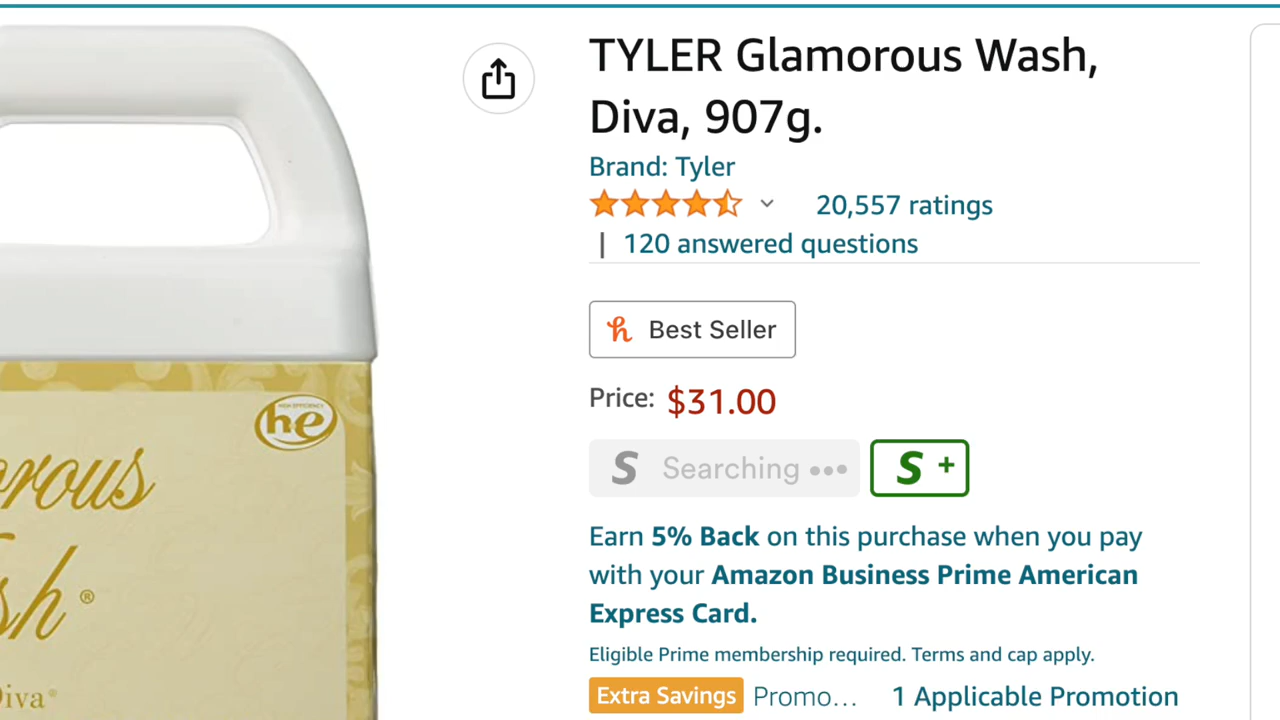 TYLER Glamorous Wash,
Diva, 907g.
Brand: Tyler
20,557 ratings
| 120 answered questions
h Best Seller
Price: $31.00
S Searching •••
S +
Earn 5% Back on this purchase when you pay
with your Amazon Business Prime American
Express Card.
Eligible Prime membership required. Terms and cap apply.
Extra Savings Promo… 1 Applicable Promotion
HIGH EFFICIENCY
he
orous
sh®
Diva®